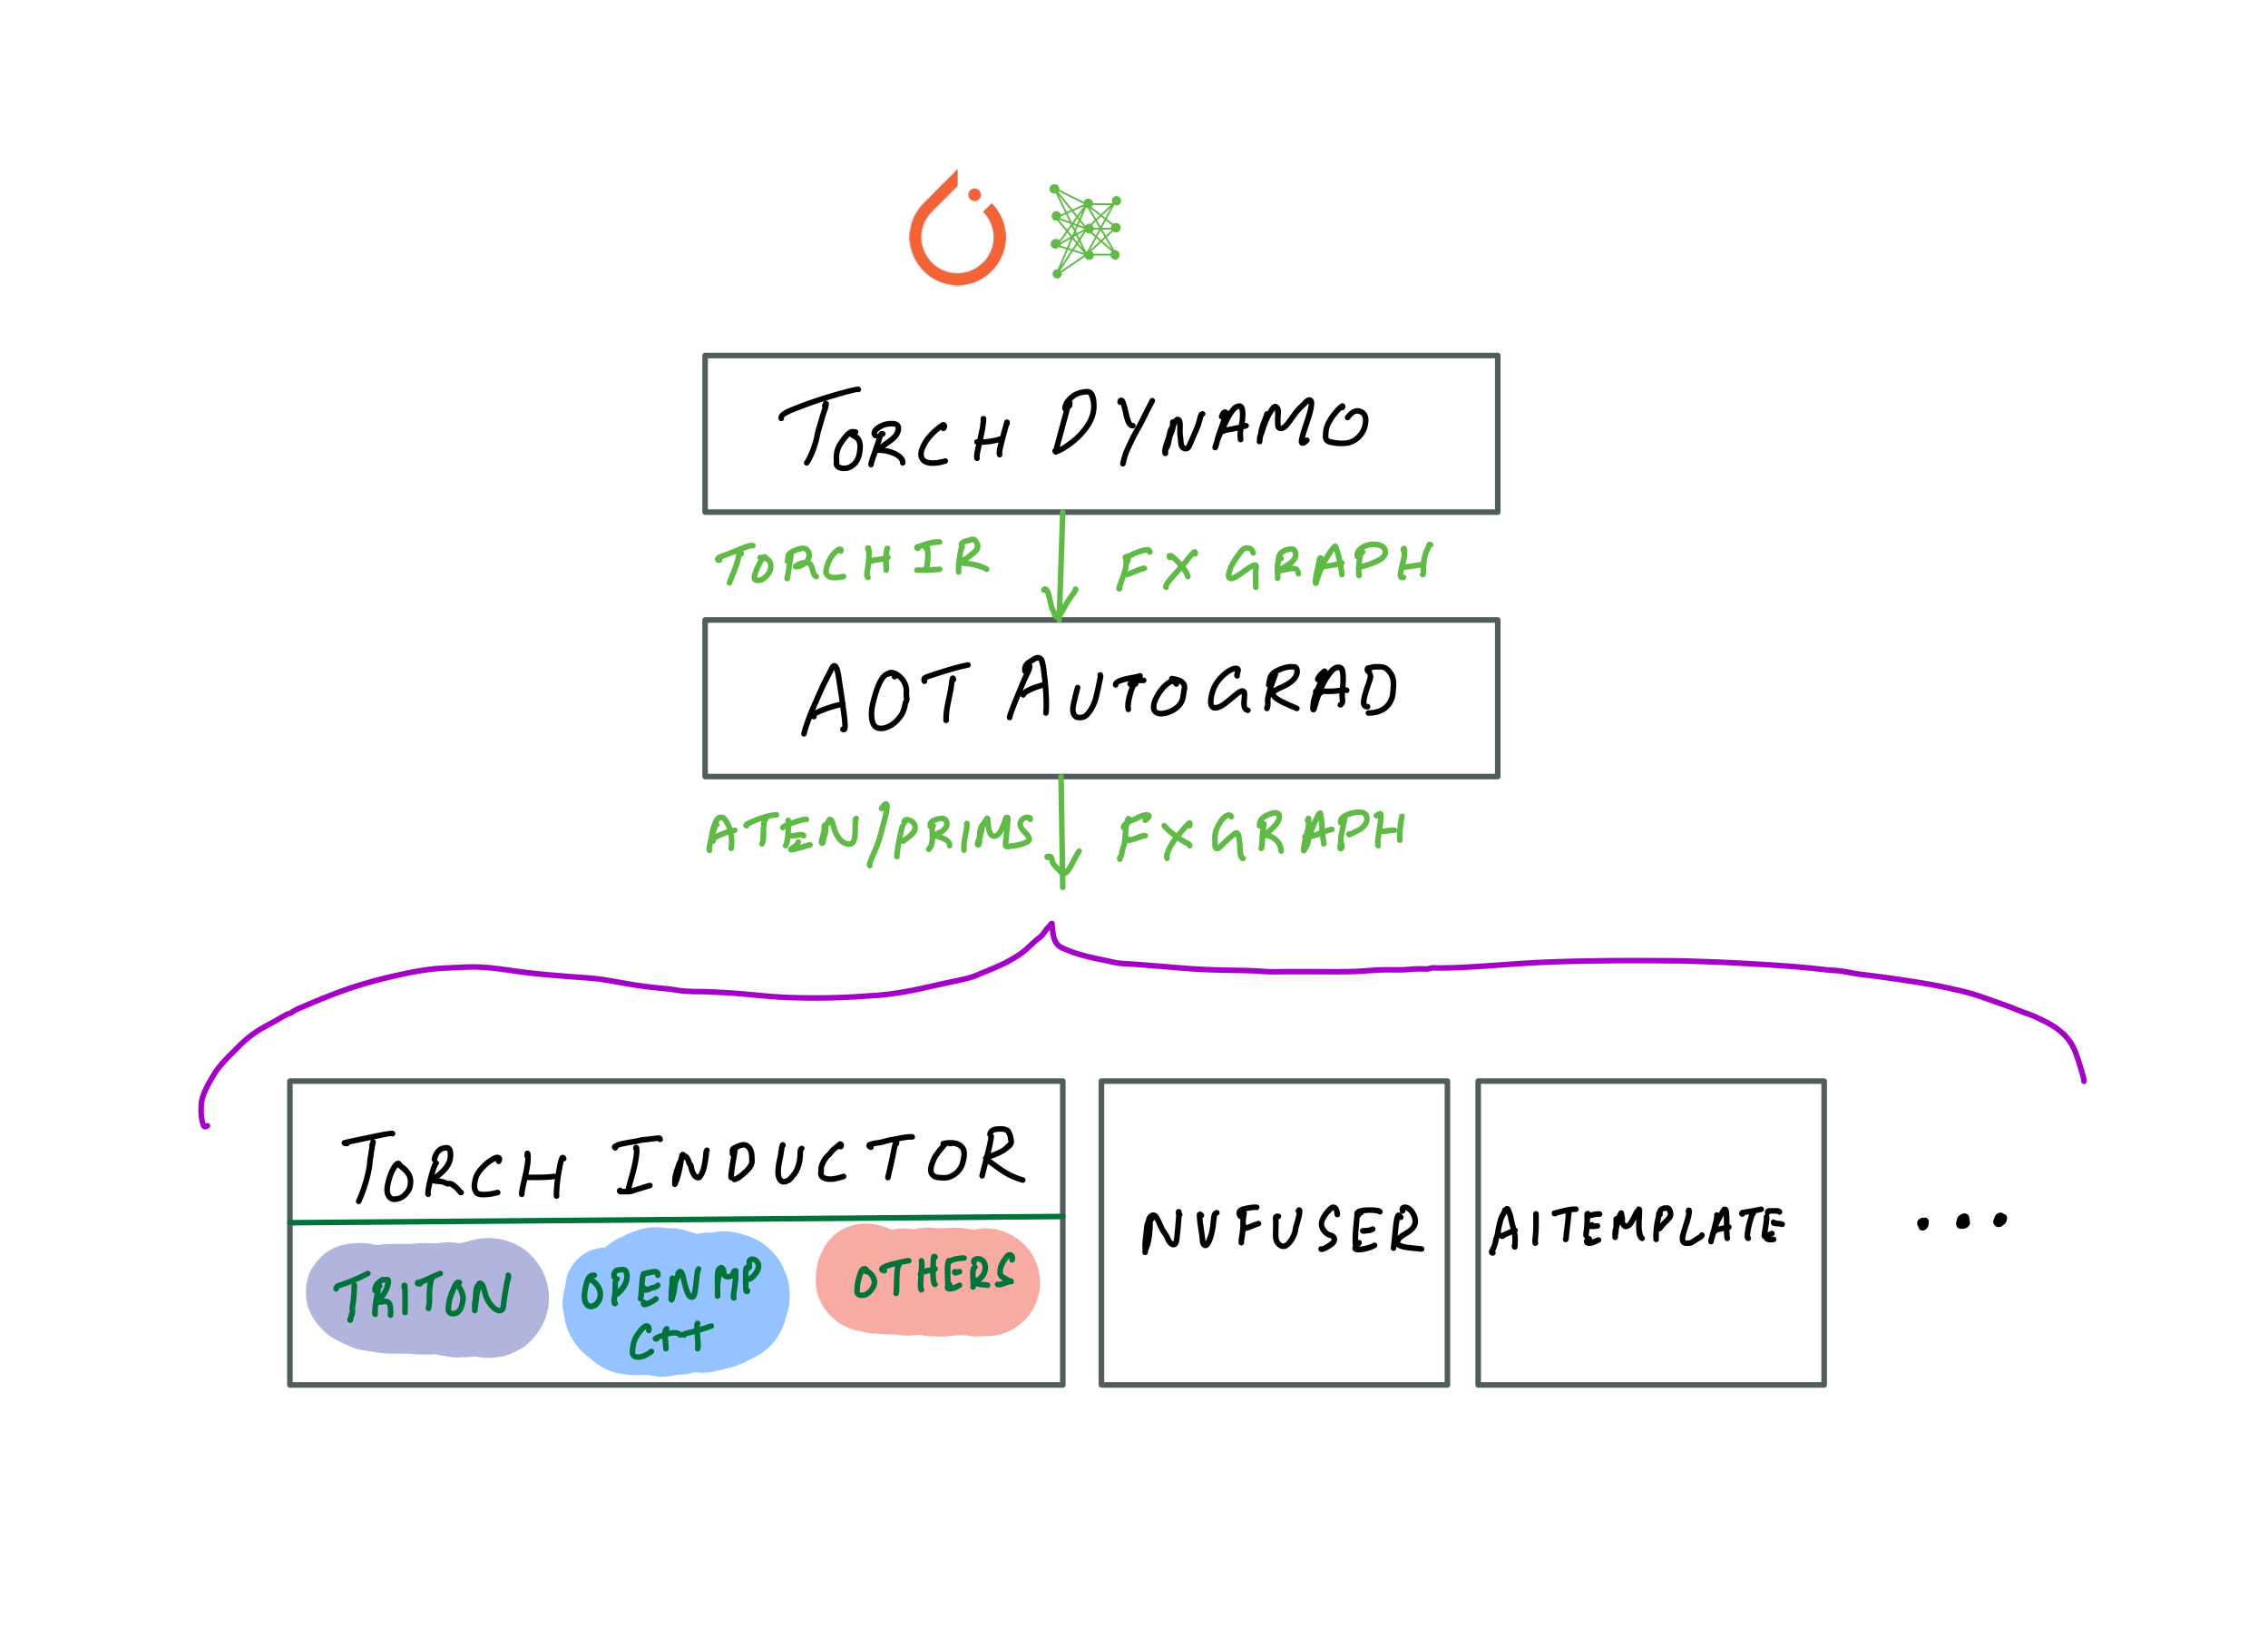 TORCH DYNAMO
TORCH IR FX GRAPH
AOT AUTOGRAD
ATEN/PRIMS FX GRAPH
TORCH INDUCTOR
TRITON
OPENMP
C++
OTHERS
NVFUSER
AITEMPLATE
...